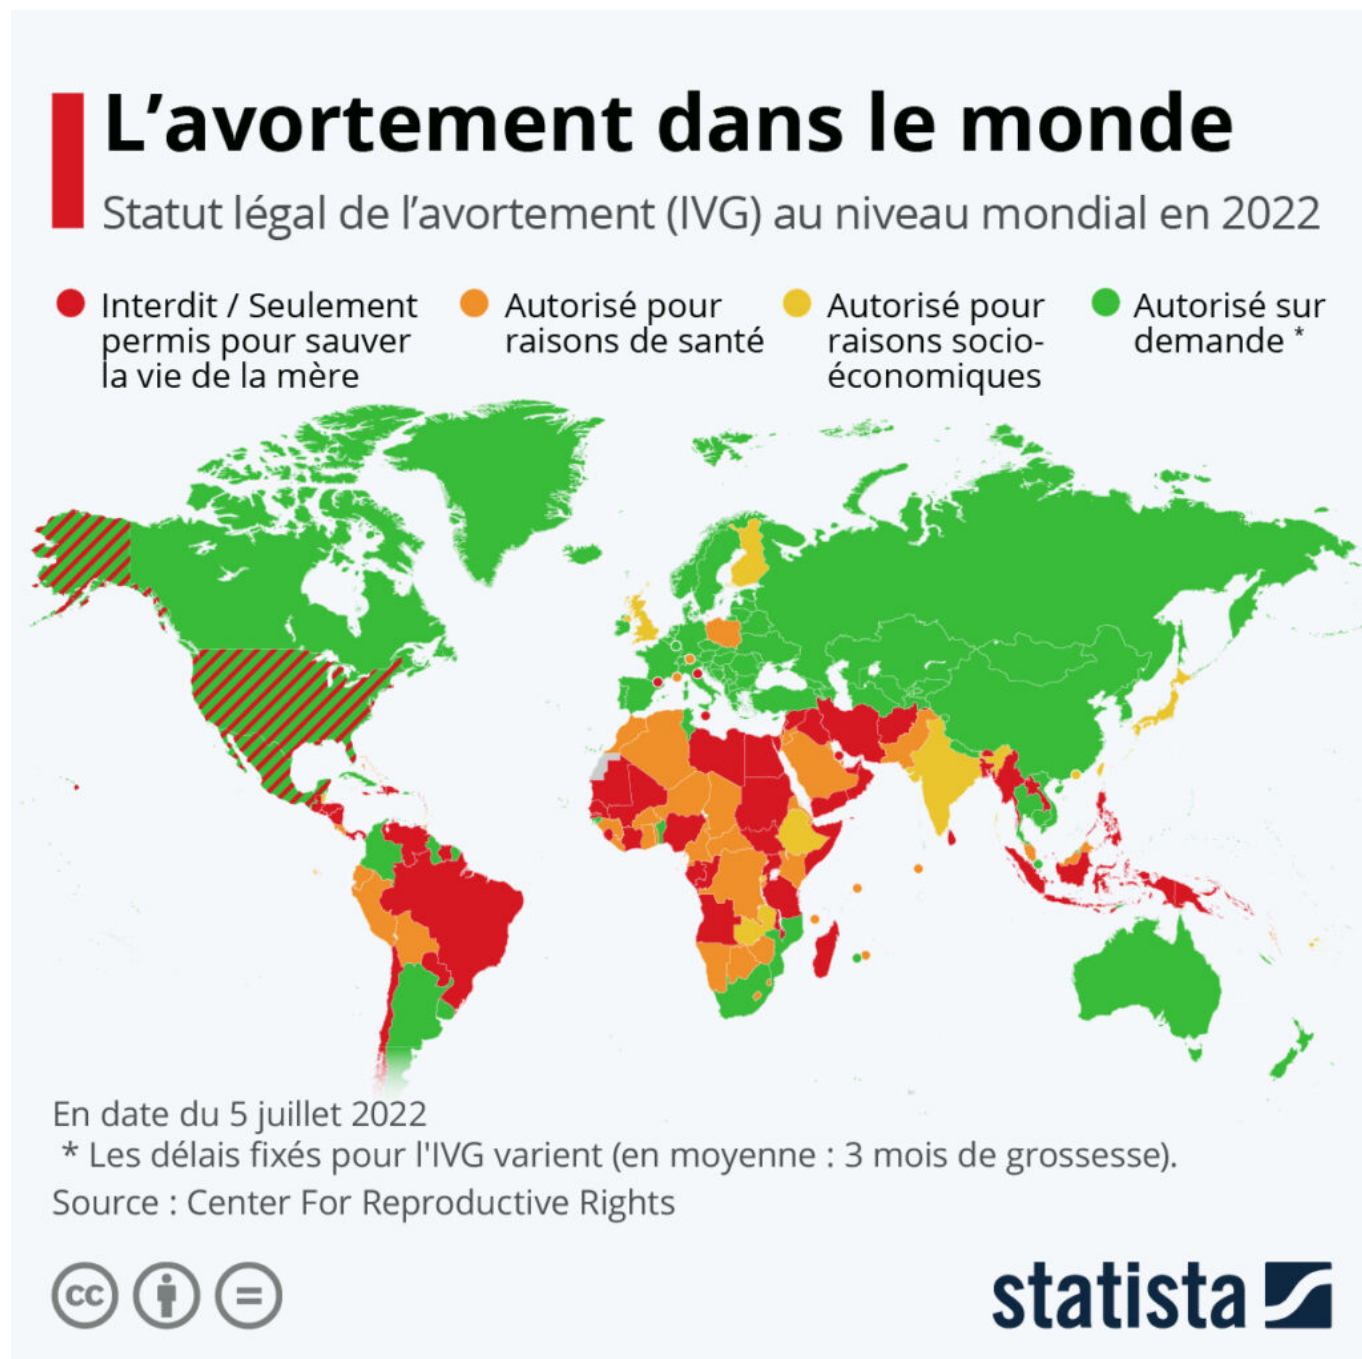 L’avortement dans le monde
Statut légal de l’avortement (IVG) au niveau mondial en 2022
Interdit / Seulement
permis pour sauver
la vie de la mère
Autorisé pour
raisons de santé
Autorisé pour
raisons socio-
économiques
Autorisé sur
demande *
En date du 5 juillet 2022
* Les délais fixés pour l'IVG varient (en moyenne : 3 mois de grossesse).
Source : Center For Reproductive Rights
cc
statista